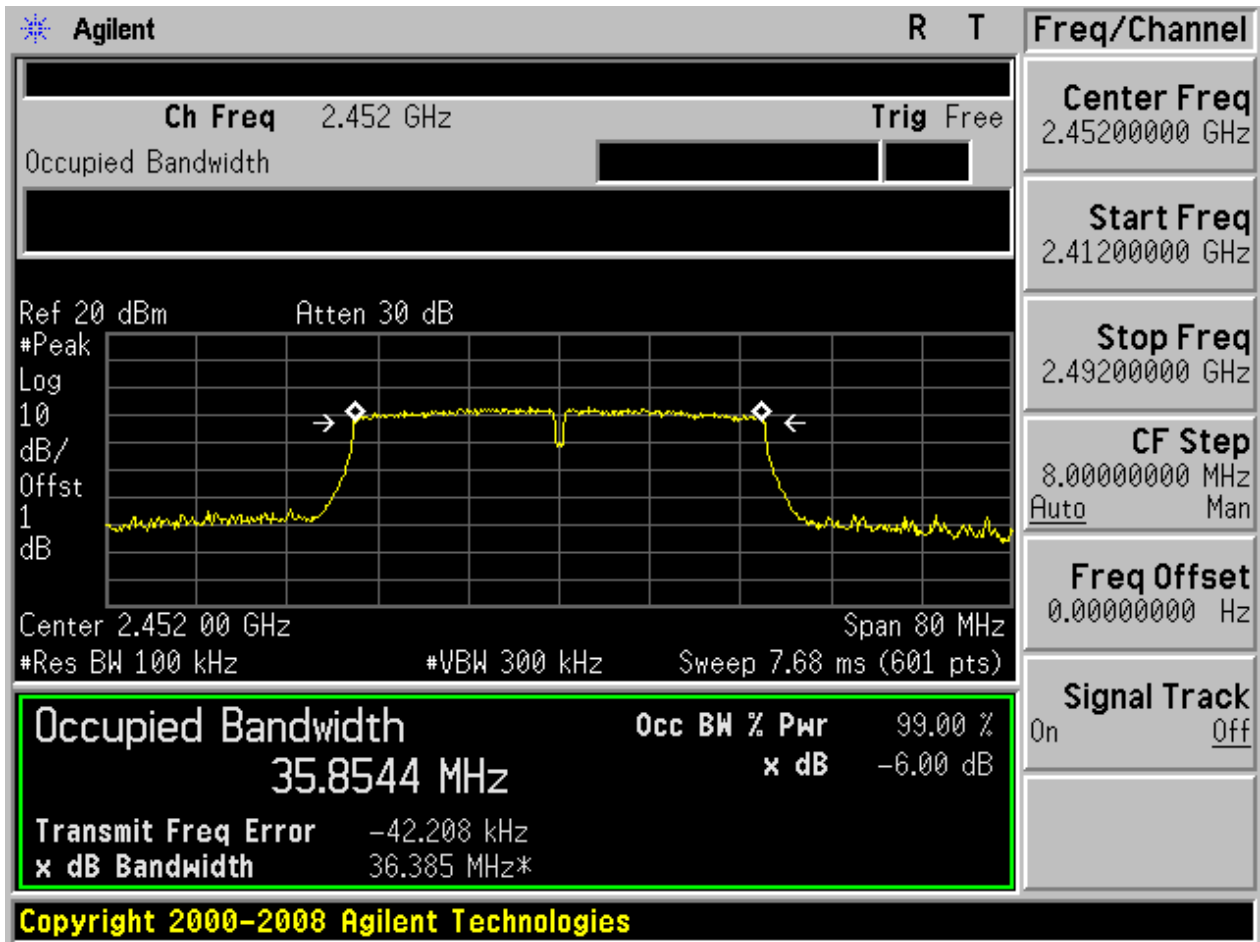 Agilent R T
Freq/Channel
Ch Freq 2.452 GHz Trig Free
Occupied Bandwidth
Center Freq
2.45200000 GHz
Start Freq
2.41200000 GHz
Stop Freq
2.49200000 GHz
CF Step
8.00000000 MHz
Auto Man
Freq Offset
0.00000000 Hz
Signal Track
On Off
Ref 20 dBm Atten 30 dB
#Peak
Log
10
dB/
Offst
1
dB
Center 2.452 00 GHz Span 80 MHz
#Res BW 100 kHz #VBW 300 kHz Sweep 7.68 ms (601 pts)
Occupied Bandwidth Occ BW % Pwr 99.00 %
35.8544 MHz x dB -6.00 dB
Transmit Freq Error -42.208 kHz
x dB Bandwidth 36.385 MHz*
Copyright 2000-2008 Agilent Technologies